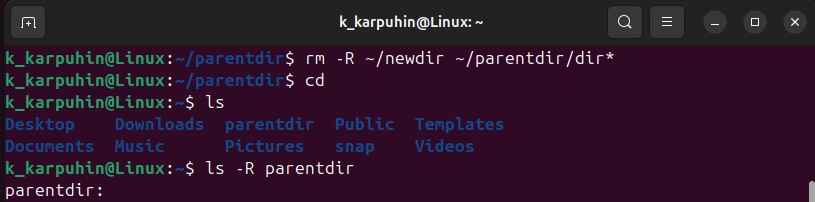 k_karpuhin@Linux: ~
k_karpuhin@Linux:~/parentdir$ rm -R ~/newdir ~/parentdir/dir*
k_karpuhin@Linux:~/parentdir$ cd
k_karpuhin@Linux:~$ ls
Desktop    Downloads  parentdir  Public  Templates
Documents  Music      Pictures   snap    Videos
k_karpuhin@Linux:~$ ls -R parentdir
parentdir: